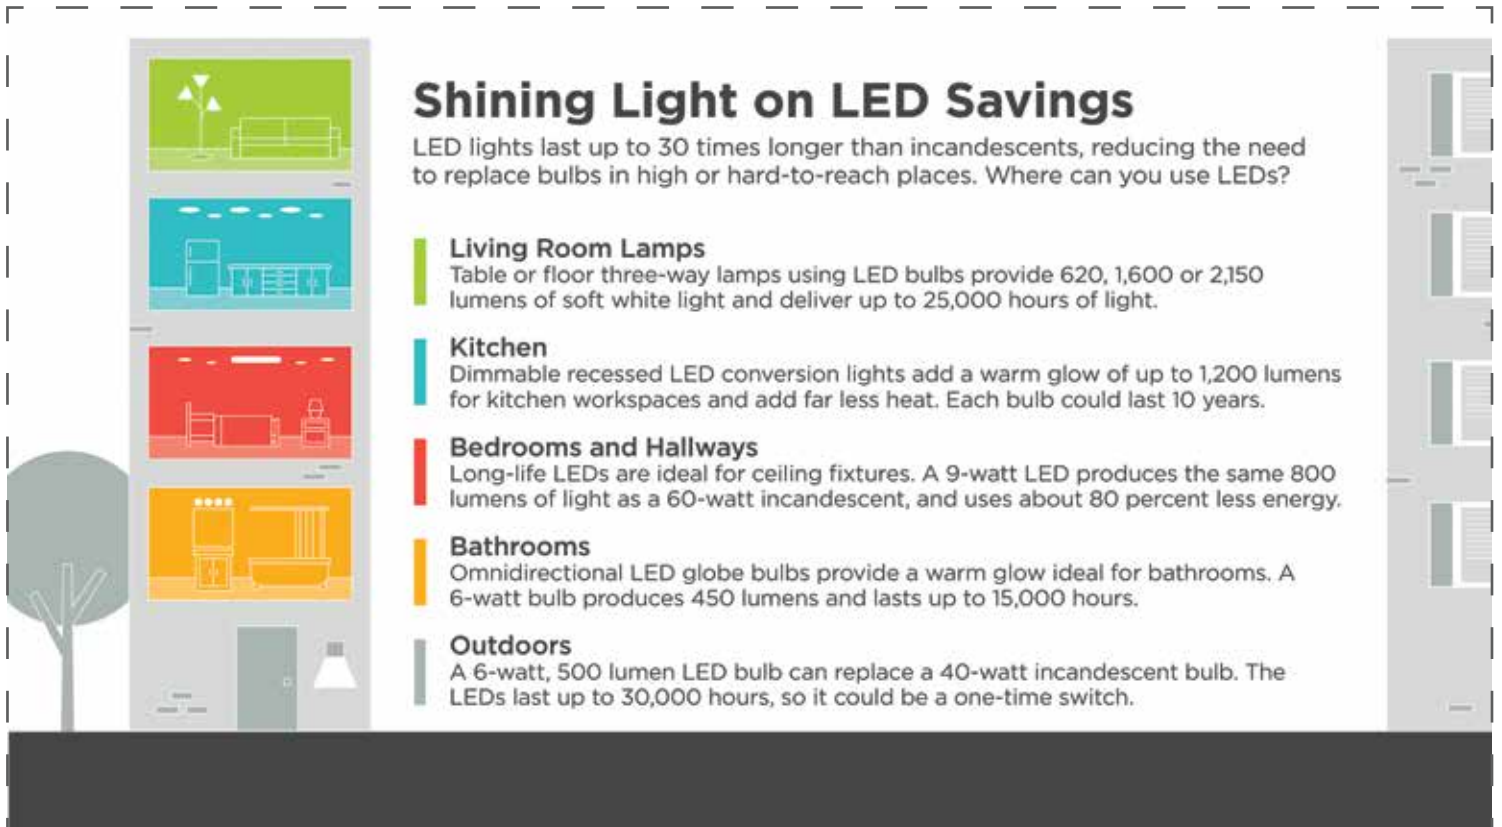 Shining Light on LED Savings
LED lights last up to 30 times longer than incandescents, reducing the need
to replace bulbs in high or hard-to-reach places. Where can you use LEDs?
Living Room Lamps
Table or floor three-way lamps using LED bulbs provide 620, 1,600 or 2,150
lumens of soft white light and deliver up to 25,000 hours of light.
Kitchen
Dimmable recessed LED conversion lights add a warm glow of up to 1,200 lumens
for kitchen workspaces and add far less heat. Each bulb could last 10 years.
Bedrooms and Hallways
Long-life LEDs are ideal for ceiling fixtures. A 9-watt LED produces the same 800
lumens of light as a 60-watt incandescent, and uses about 80 percent less energy.
Bathrooms
Omnidirectional LED globe bulbs provide a warm glow ideal for bathrooms. A
6-watt bulb produces 450 lumens and lasts up to 15,000 hours.
Outdoors
A 6-watt, 500 lumen LED bulb can replace a 40-watt incandescent bulb. The
LEDs last up to 30,000 hours, so it could be a one-time switch.